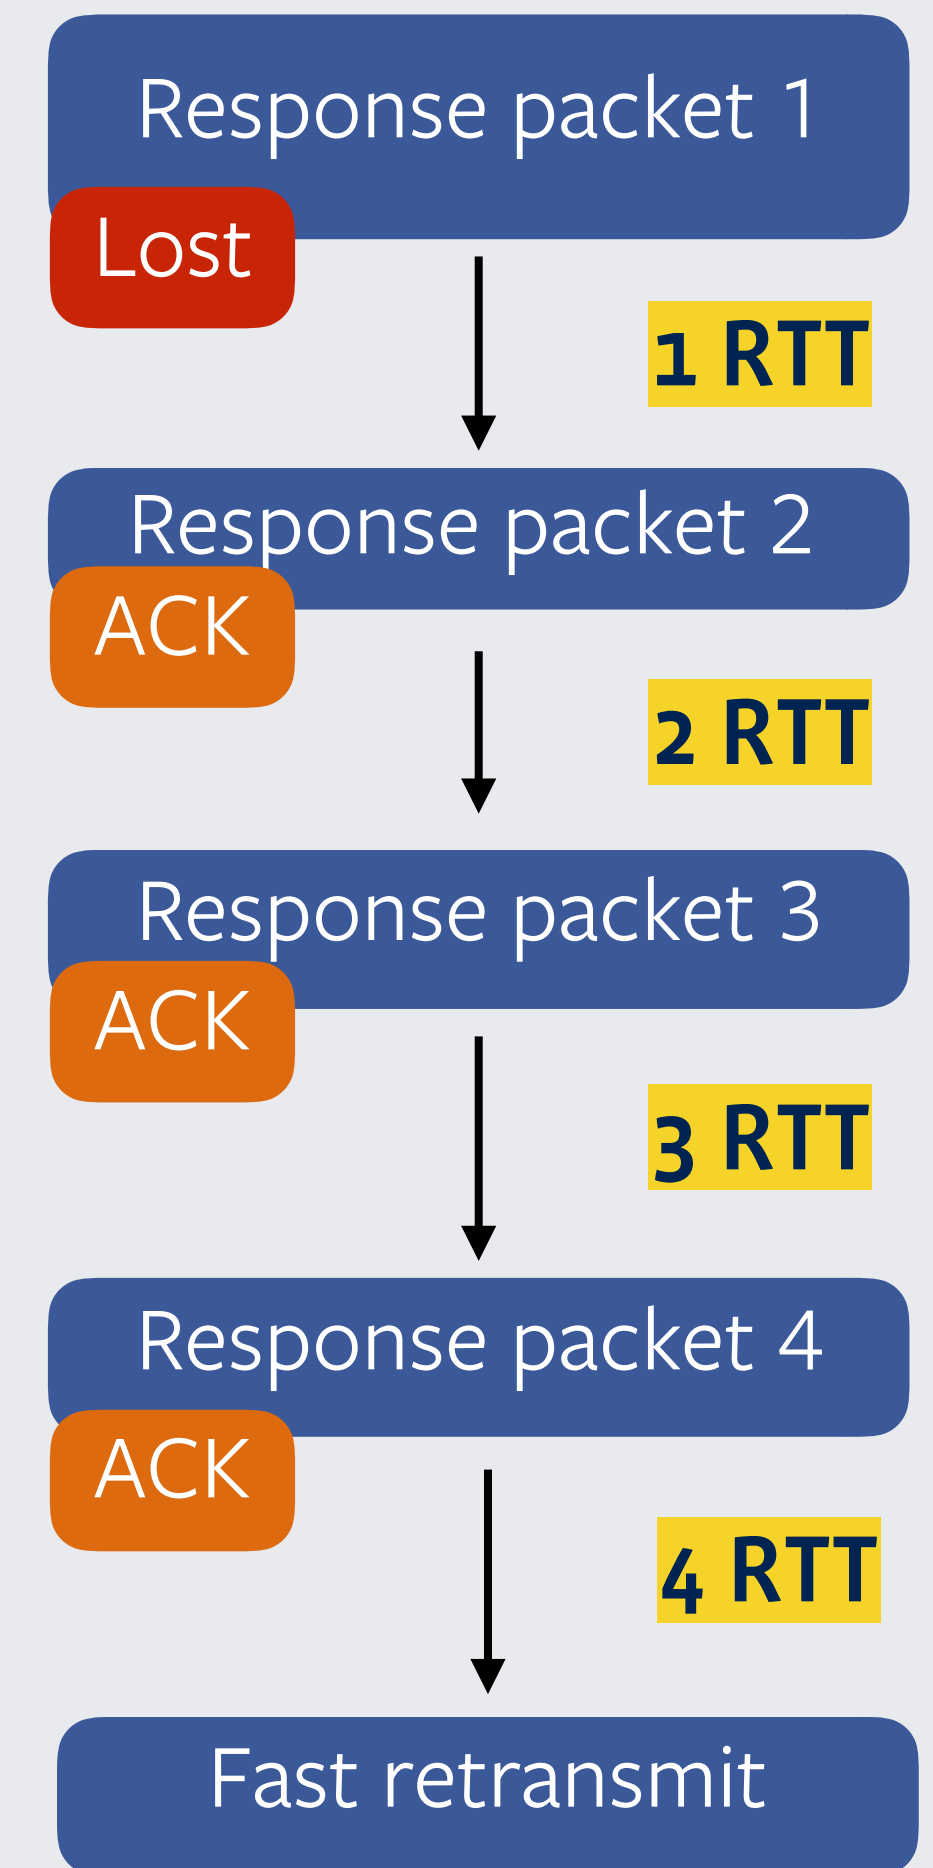 Response packet 1
Lost
1 RTT
Response packet 2
ACK
2 RTT
Response packet 3
ACK
3 RTT
Response packet 4
ACK
4 RTT
Fast retransmit